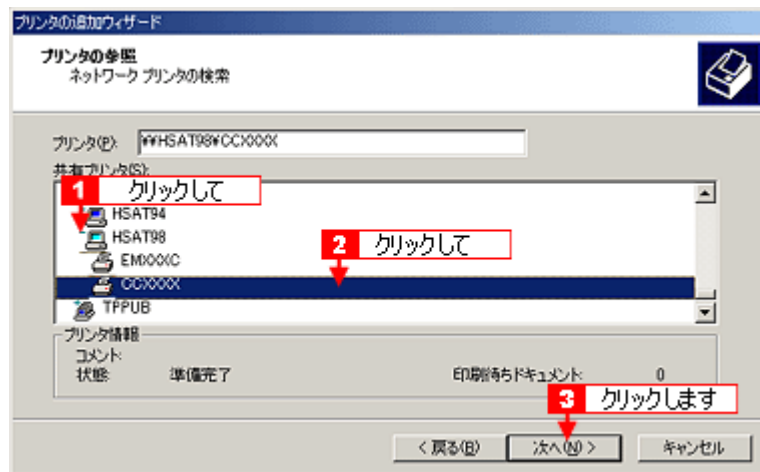 プリンタの追加ウィザード
プリンタの参照
ネットワーク プリンタの検索
プリンタ(P): ¥¥HSAT98¥CCXXXX
共有プリンタ(S):
1 クリックして
HSAT94
HSAT98
2 クリックして
EMXXXC
CCXXXX
TPPUB
プリンタ情報
コメント:
状態: 準備完了 印刷待ちドキュメント: 0
3 クリックします
< 戻る(B) 次へ(N) > キャンセル